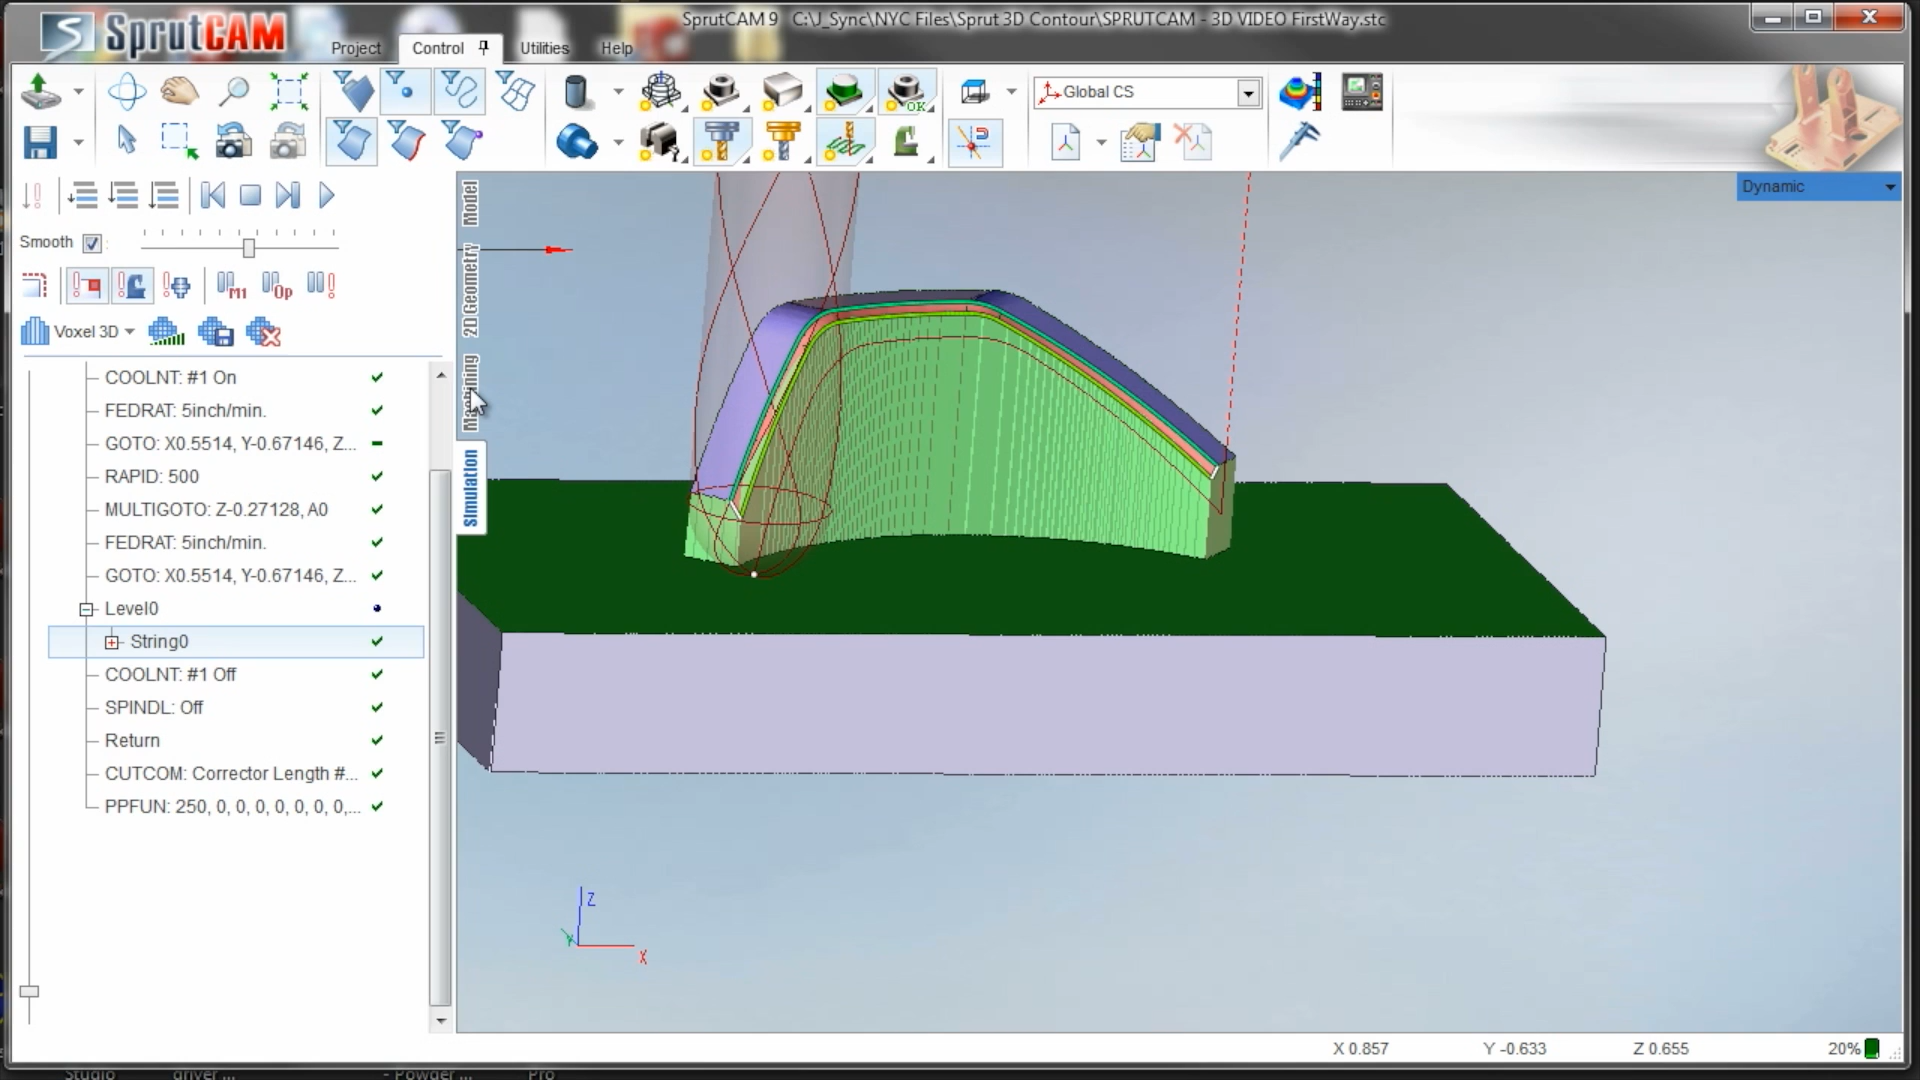 SprutCAM
SprutCAM 9 C:\J_Sync\NYC Files\Sprut 3D Contour\SPRUTCAM - 3D VIDEO FirstWay.stc
Project Control Utilities Help
OK
Global CS
Smooth
M1
Op
Voxel 3D
Model
2D Geometry
Machining
Simulation
Dynamic
COOLNT: #1 On
FEDRAT: 5inch/min.
GOTO: X0.5514, Y-0.67146, Z...
RAPID: 500
MULTIGOTO: Z-0.27128, A0
FEDRAT: 5inch/min.
GOTO: X0.5514, Y-0.67146, Z...
Level0
String0
COOLNT: #1 Off
SPINDL: Off
Return
CUTCOM: Corrector Length #...
PPFUN: 250, 0, 0, 0, 0, 0, 0, 0,...
Z
Y
X
X 0.857 Y -0.633 Z 0.655 20%
Studio driver ... - Powder ... Pro